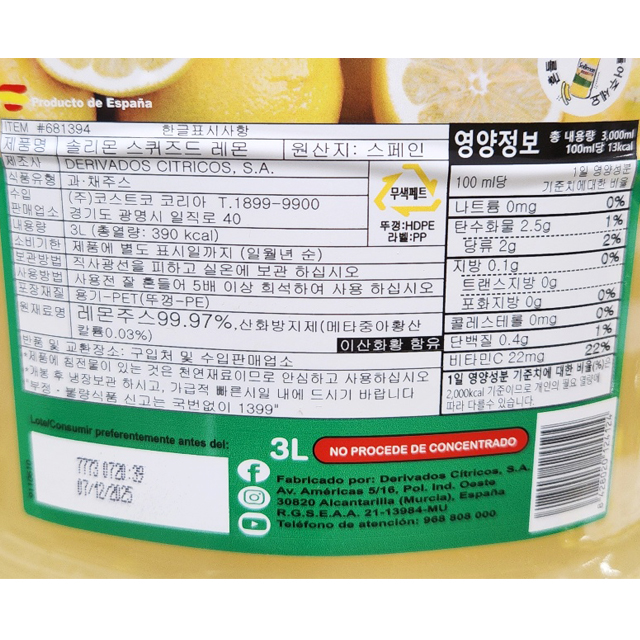 Producto de España
흔들어주세요
ITEM #681394 한글표시사항
제품명 솔리몬 스퀴즈드 레몬 원산지: 스페인
제조사 DERIVADOS CITRICOS, S.A.
식품유형 과·채주스
수입판매업소 (주)코스트코 코리아 T.1899-9900
경기도 광명시 일직로 40
내용량 3L (총열량: 390 kcal)
소비기한 제품에 별도 표시일까지 (일월년 순)
보관방법 직사광선을 피하고 실온에 보관 하십시오
사용방법 사용전 잘 흔들어 5배 이상 희석하여 사용 하십시오
포장재질 용기-PET(뚜껑-PE)
원재료명 레몬주스99.97%,산화방지제(메타중아황산
칼륨0.03%) 이산화황 함유
반품 및 교환장소: 구입처 및 수입판매업소
*제품에 침전물이 있는 것은 천연재료이므로 안심하고 사용하십시오
*개봉 후 냉장보관 하시고, 가급적 빠른시일 내에 드시기 바랍니다
"부정·불량식품 신고는 국번없이 1399"
무색페트
뚜껑:HDPE
라벨:PP
영양정보 총 내용량 3,000ml
100ml당 13kcal
100 ml당 1일 영양성분
기준치에대한 비율
나트륨 0mg 0%
탄수화물 2.5g 1%
당류 2g 2%
지방 0.1g 0%
트랜스지방 0g
포화지방 0g 0%
콜레스테롤 0mg 0%
단백질 0.4g 1%
비타민C 22mg 22%
1일 영양성분 기준치에 대한 비율(%)은
2,000kcal 기준이므로 개인의 필요 열량에
따라 다를수 있습니다.
Lote/Consumir preferentemente antes del:
7773 0720:39
07/12/2025
3L NO PROCEDE DE CONCENTRADO
Fabricado por: Derivados Cítricos, S.A.
Av. Américas 5/16, Pol. Ind. Oeste
30820 Alcantarilla (Murcia), España
R.G.S.E.A.A. 21-13984-MU
Teléfono de atención: 968 808 000